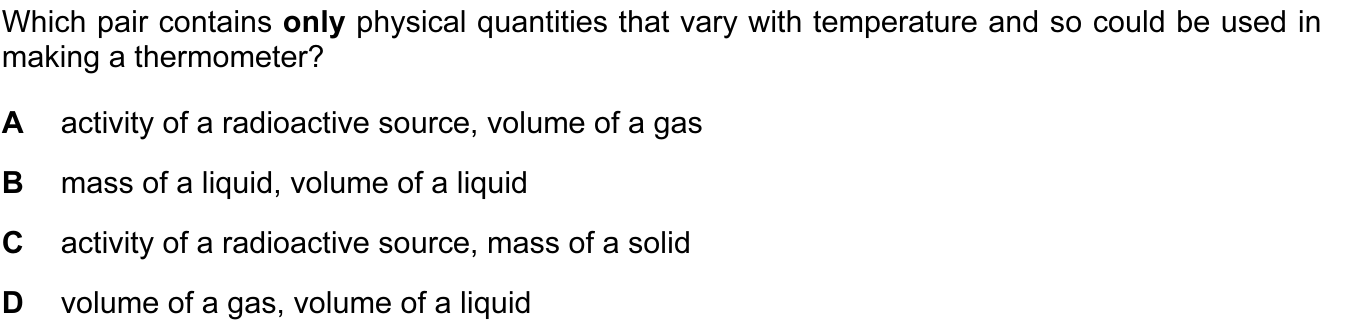 Which pair contains only physical quantities that vary with temperature and so could be used in
making a thermometer?
A activity of a radioactive source, volume of a gas
B mass of a liquid, volume of a liquid
C activity of a radioactive source, mass of a solid
D volume of a gas, volume of a liquid